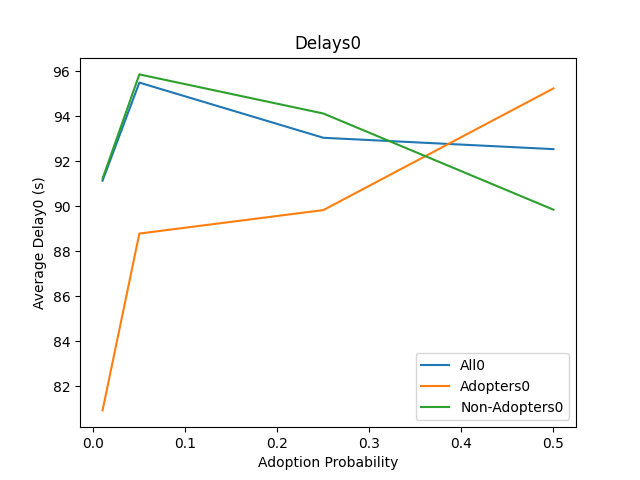 Delays0
96
94
92
90
88
86
84
82
Average Delay0 (s)
All0
Adopters0
Non-Adopters0
0.0 0.1 0.2 0.3 0.4 0.5
Adoption Probability